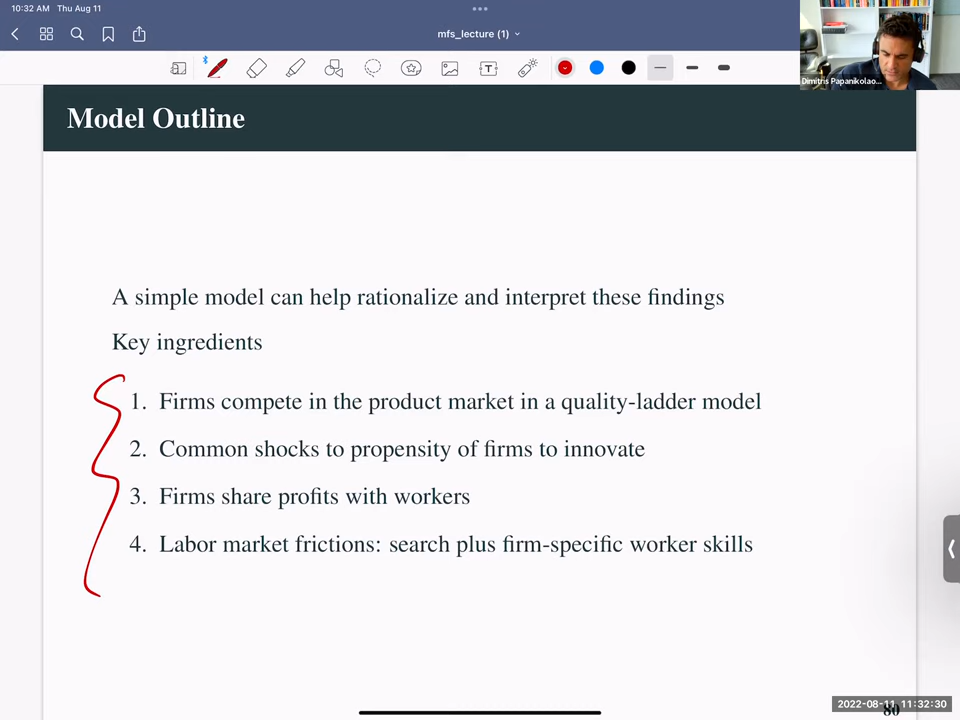 10:32 AM Thu Aug 11
mfs_lecture (1)
Dimitris Papanikolao...
Model Outline
A simple model can help rationalize and interpret these findings
Key ingredients
1. Firms compete in the product market in a quality-ladder model
2. Common shocks to propensity of firms to innovate
3. Firms share profits with workers
4. Labor market frictions: search plus firm-specific worker skills
2022-08-11 11:32:30
80